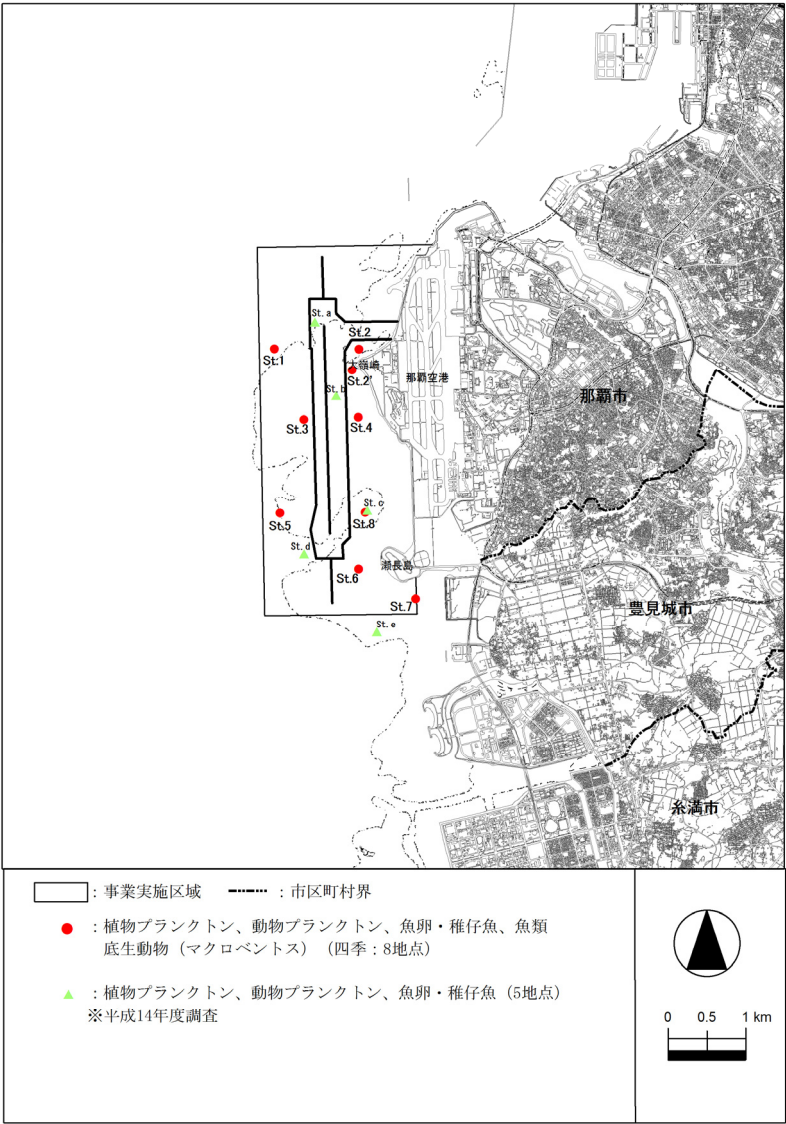 St.a
St.2
St.1
大嶺崎
St.2'
那覇空港
St.b
那覇市
St.3
St.4
St.c
St.5
St.8
St.d
瀬長島
St.6
St.7
豊見城市
St.e
糸満市
：事業実施区域
：市区町村界
：植物プランクトン、動物プランクトン、魚卵・稚仔魚、魚類
底生動物（マクロベントス）（四季：8地点）
：植物プランクトン、動物プランクトン、魚卵・稚仔魚（5地点）
※平成14年度調査
0 0.5 1 km